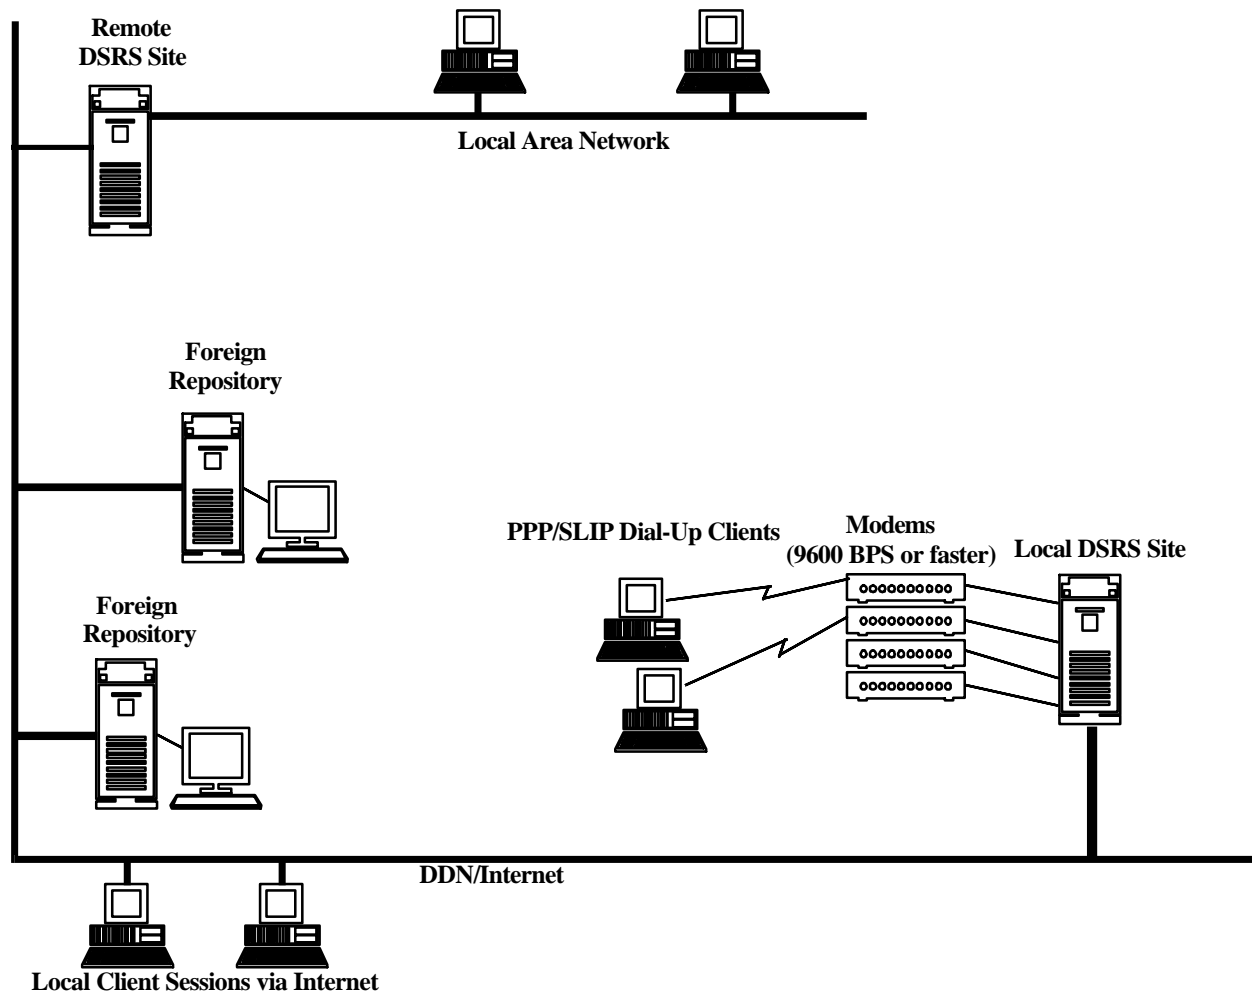 Remote
DSRS Site
Local Area Network
Foreign
Repository
PPP/SLIP Dial-Up Clients
Modems
(9600 BPS or faster)
Local DSRS Site
Foreign
Repository
DDN/Internet
Local Client Sessions via Internet